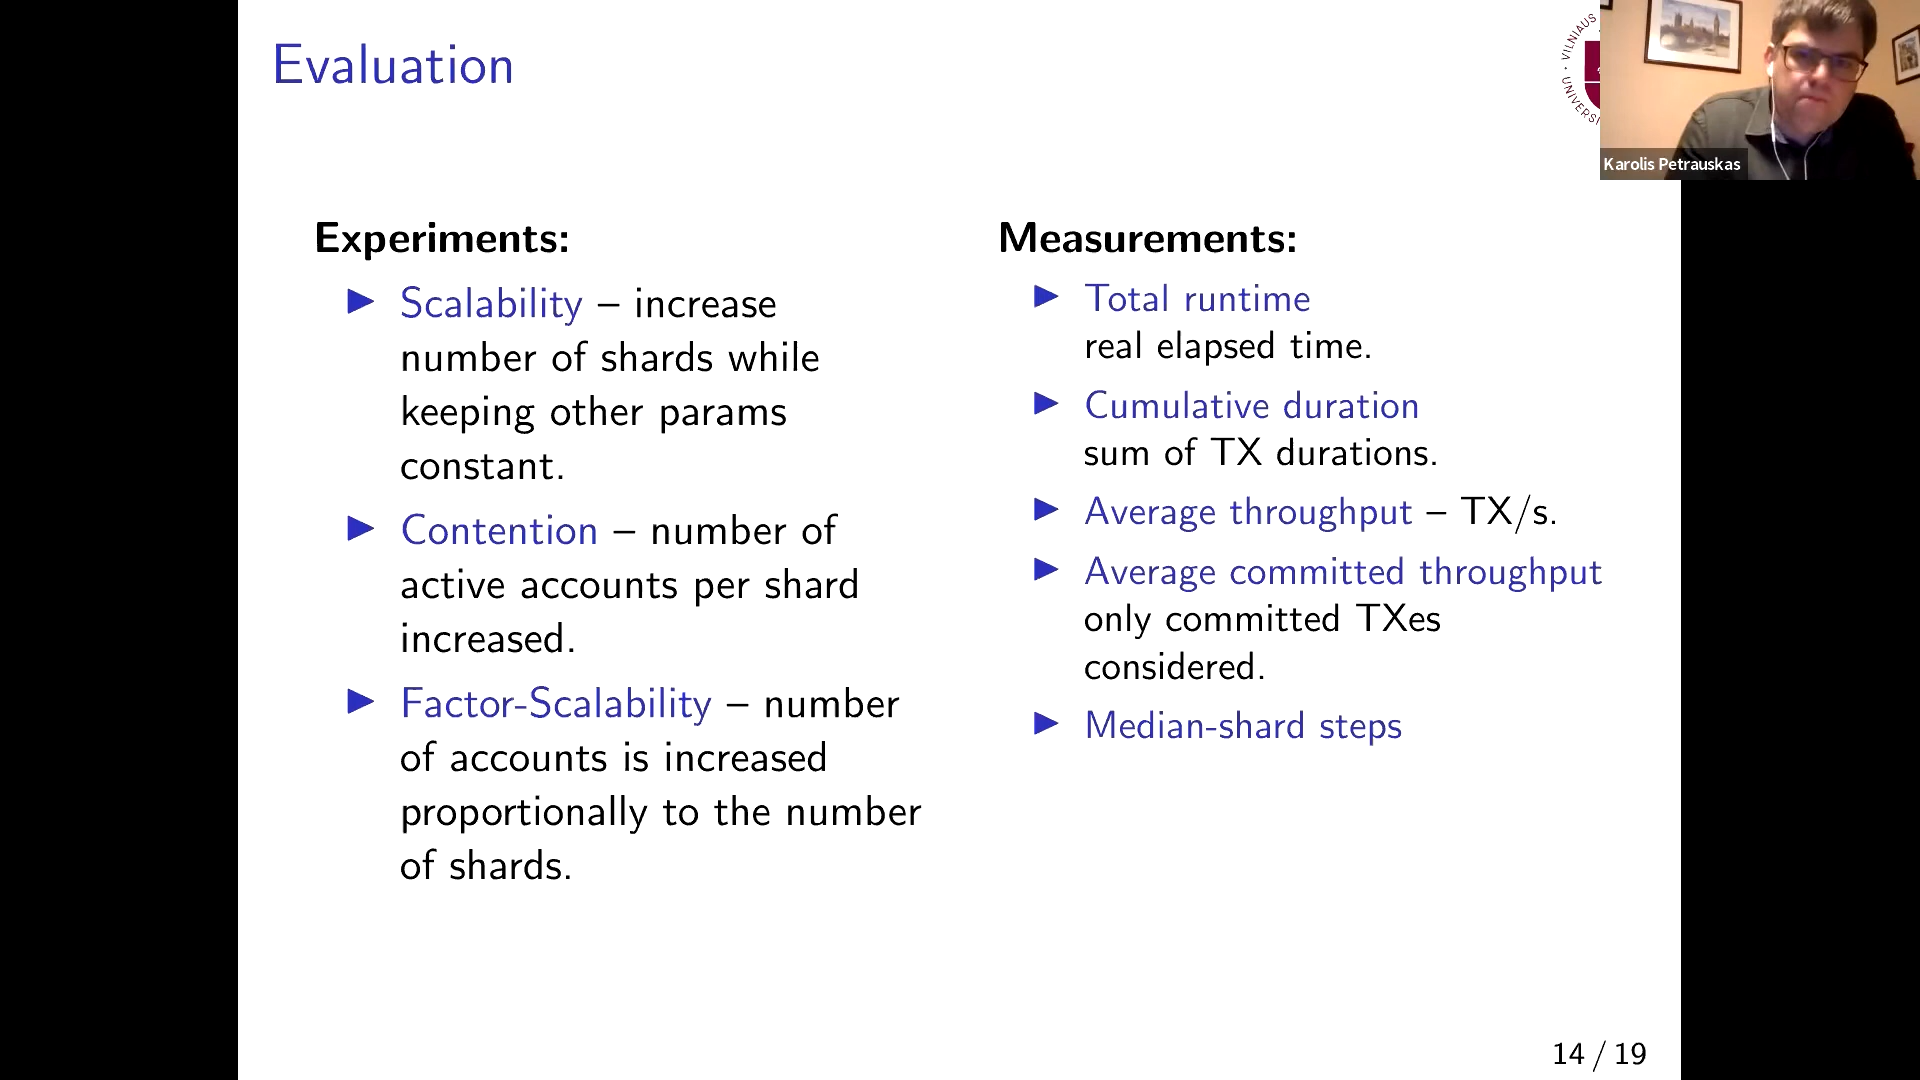 Evaluation
VILNIAUS
UNIVERSI
Karolis Petrauskas
Experiments:
Scalability – increase
number of shards while
keeping other params
constant.
Contention – number of
active accounts per shard
increased.
Factor-Scalability – number
of accounts is increased
proportionally to the number
of shards.
Measurements:
Total runtime
real elapsed time.
Cumulative duration
sum of TX durations.
Average throughput – TX/s.
Average committed throughput
only committed TXes
considered.
Median-shard steps
14 / 19